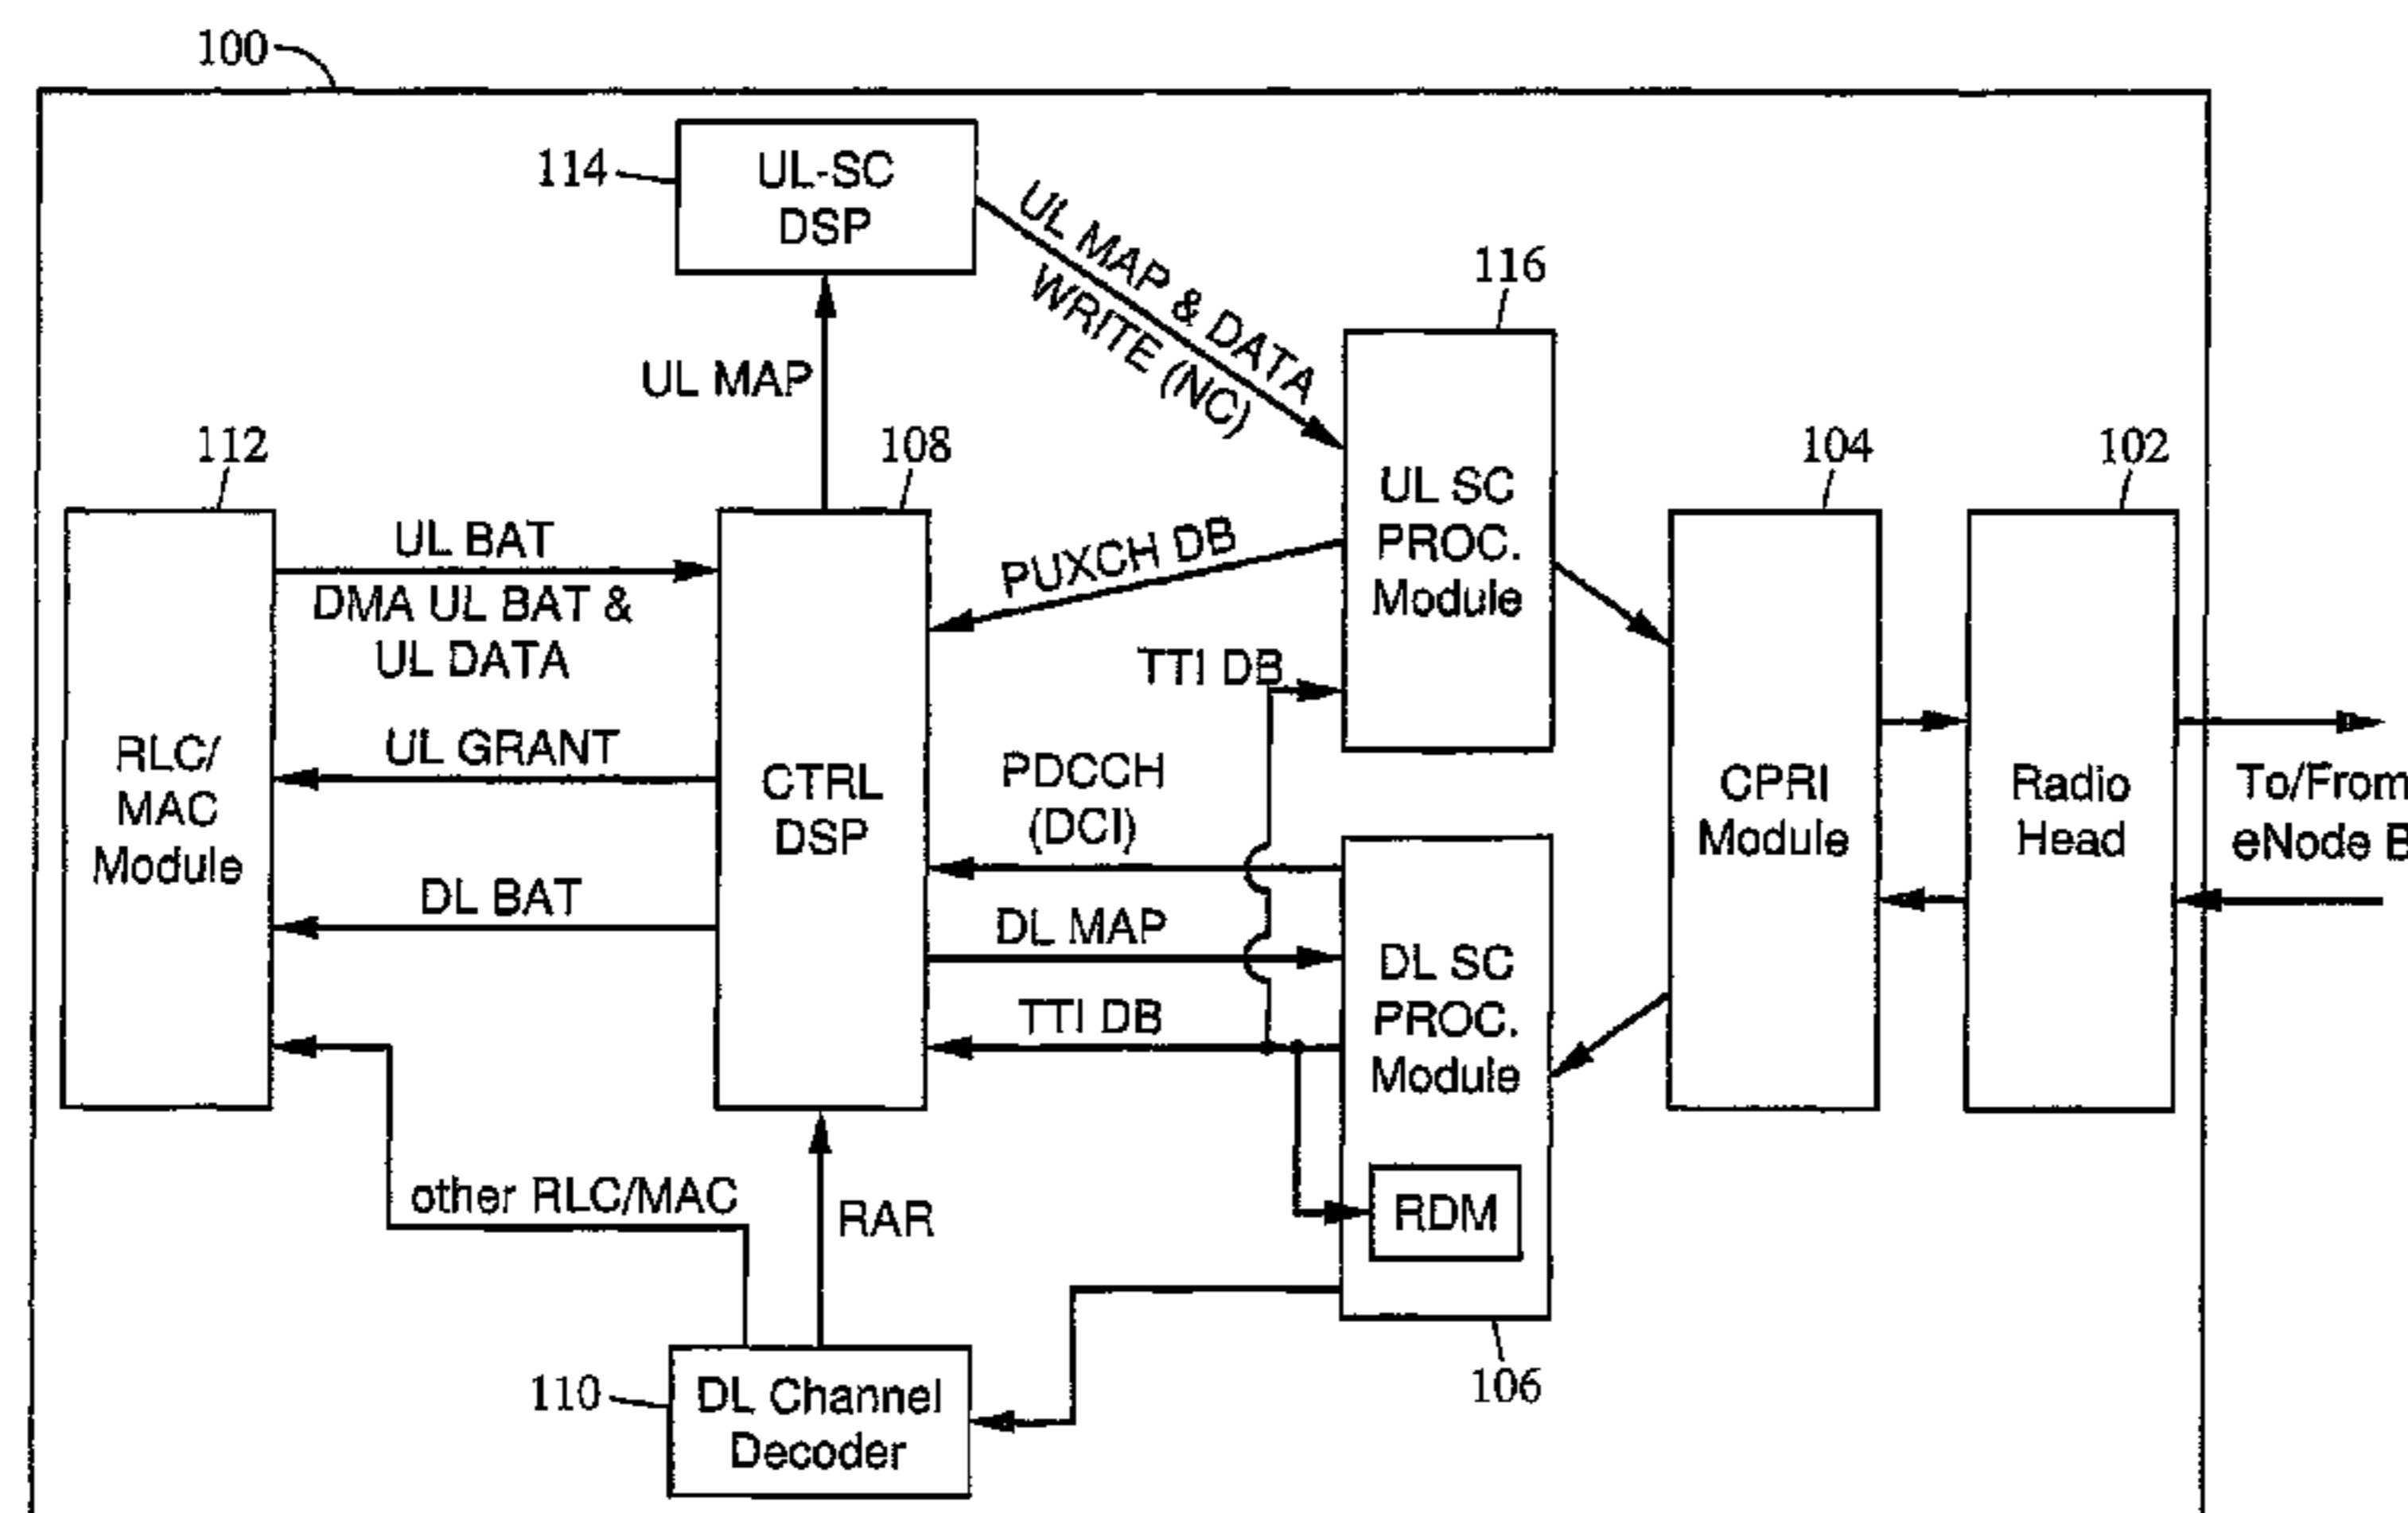 100
114
UL-SC
DSP
UL MAP & DATA
WRITE (NC)
116
UL MAP
112
108
104
102
UL BAT
DMA UL BAT &
UL DATA
PUXCH DB
UL SC
PROC.
Module
TTI DB
RLC/
MAC
Module
UL GRANT
CTRL
DSP
PDCCH
(DCI)
CPRI
Module
Radio
Head
To/From
eNode B
DL BAT
DL MAP
TTI DB
DL SC
PROC.
Module
other RLC/MAC
RAR
RDM
110
DL Channel
Decoder
106